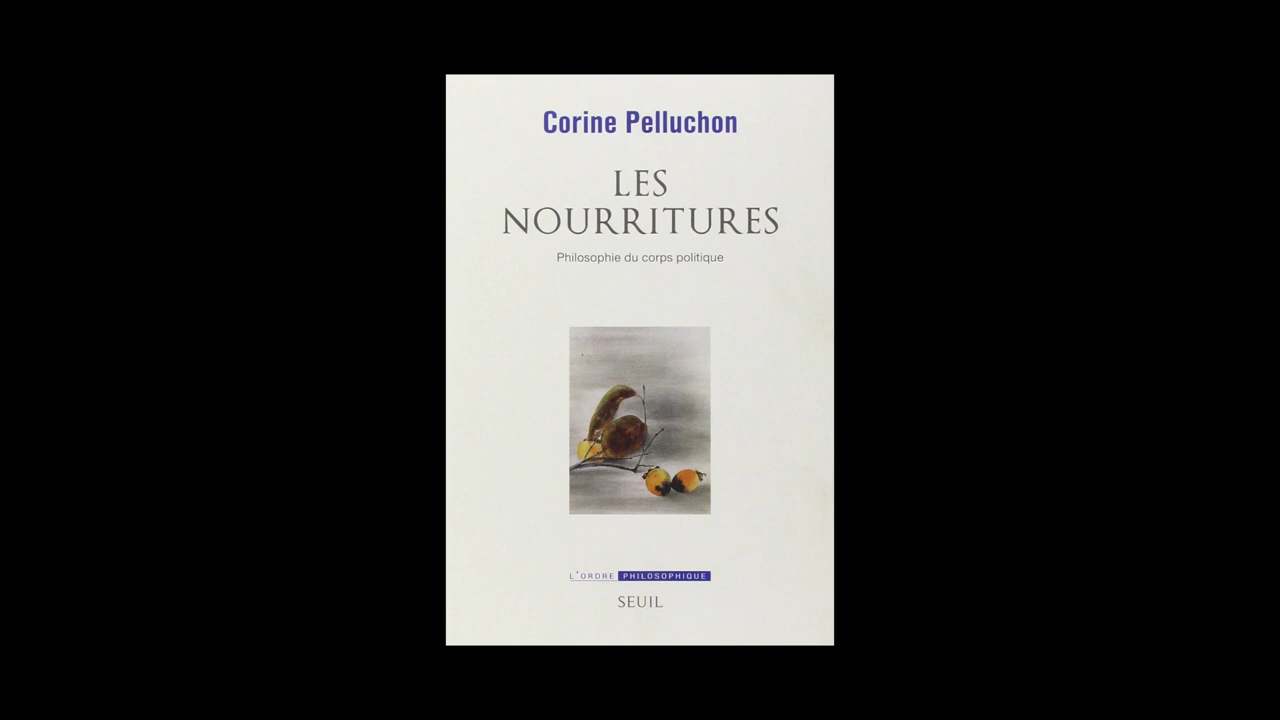 Corine Pelluchon
LES
NOURRITURES
Philosophie du corps politique
L'ORDRE PHILOSOPHIQUE
SEUIL